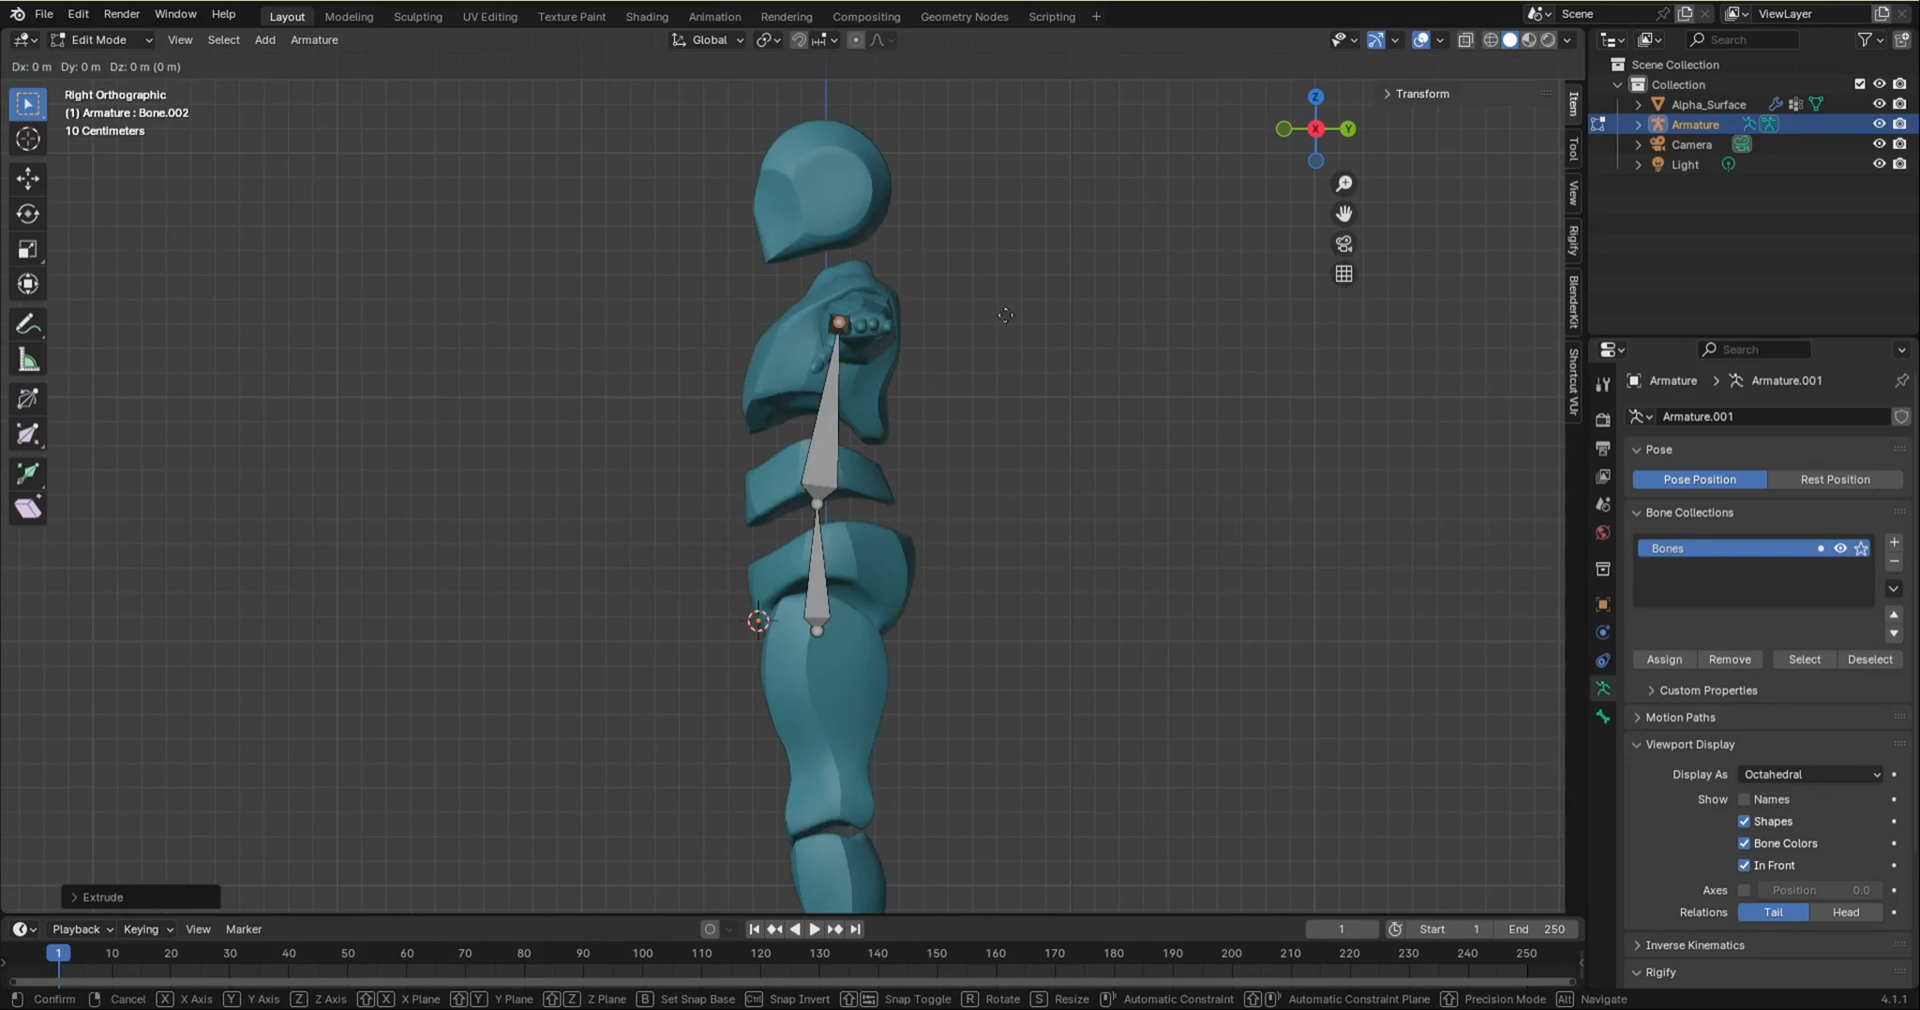 File Edit Render Window Help Layout Modeling Sculpting UV Editing Texture Paint Shading Animation Rendering Compositing Geometry Nodes Scripting + Scene ViewLayer
Edit Mode View Select Add Armature Global Search
Dx: 0 m Dy: 0 m Dz: 0 m (0 m)
Scene Collection
Right Orthographic
(1) Armature : Bone.002
10 Centimeters
Transform
Z
X
Y
Item
Tool
View
Rigify
BlenderKit
Shortcut VUr
Collection
Alpha_Surface
Armature
Camera
Light
Search
Armature > Armature.001
Armature.001
Pose
Pose Position Rest Position
Bone Collections
Bones
Assign Remove Select Deselect
Custom Properties
Motion Paths
Viewport Display
Display As Octahedral
Show Names
Shapes
Bone Colors
In Front
Axes Position 0.0
Relations Tail Head
Inverse Kinematics
Rigify
Extrude
Playback Keying View Marker 1 Start 1 End 250
1 10 20 30 40 50 60 70 80 90 100 110 120 130 140 150 160 170 180 190 200 210 220 230 240 250
Confirm Cancel X X Axis Y Y Axis Z Z Axis X X Plane Y Y Plane Z Z Plane B Set Snap Base Ctrl Snap Invert Snap Toggle R Rotate S Resize Automatic Constraint Automatic Constraint Plane Precision Mode Alt Navigate 4.1.1